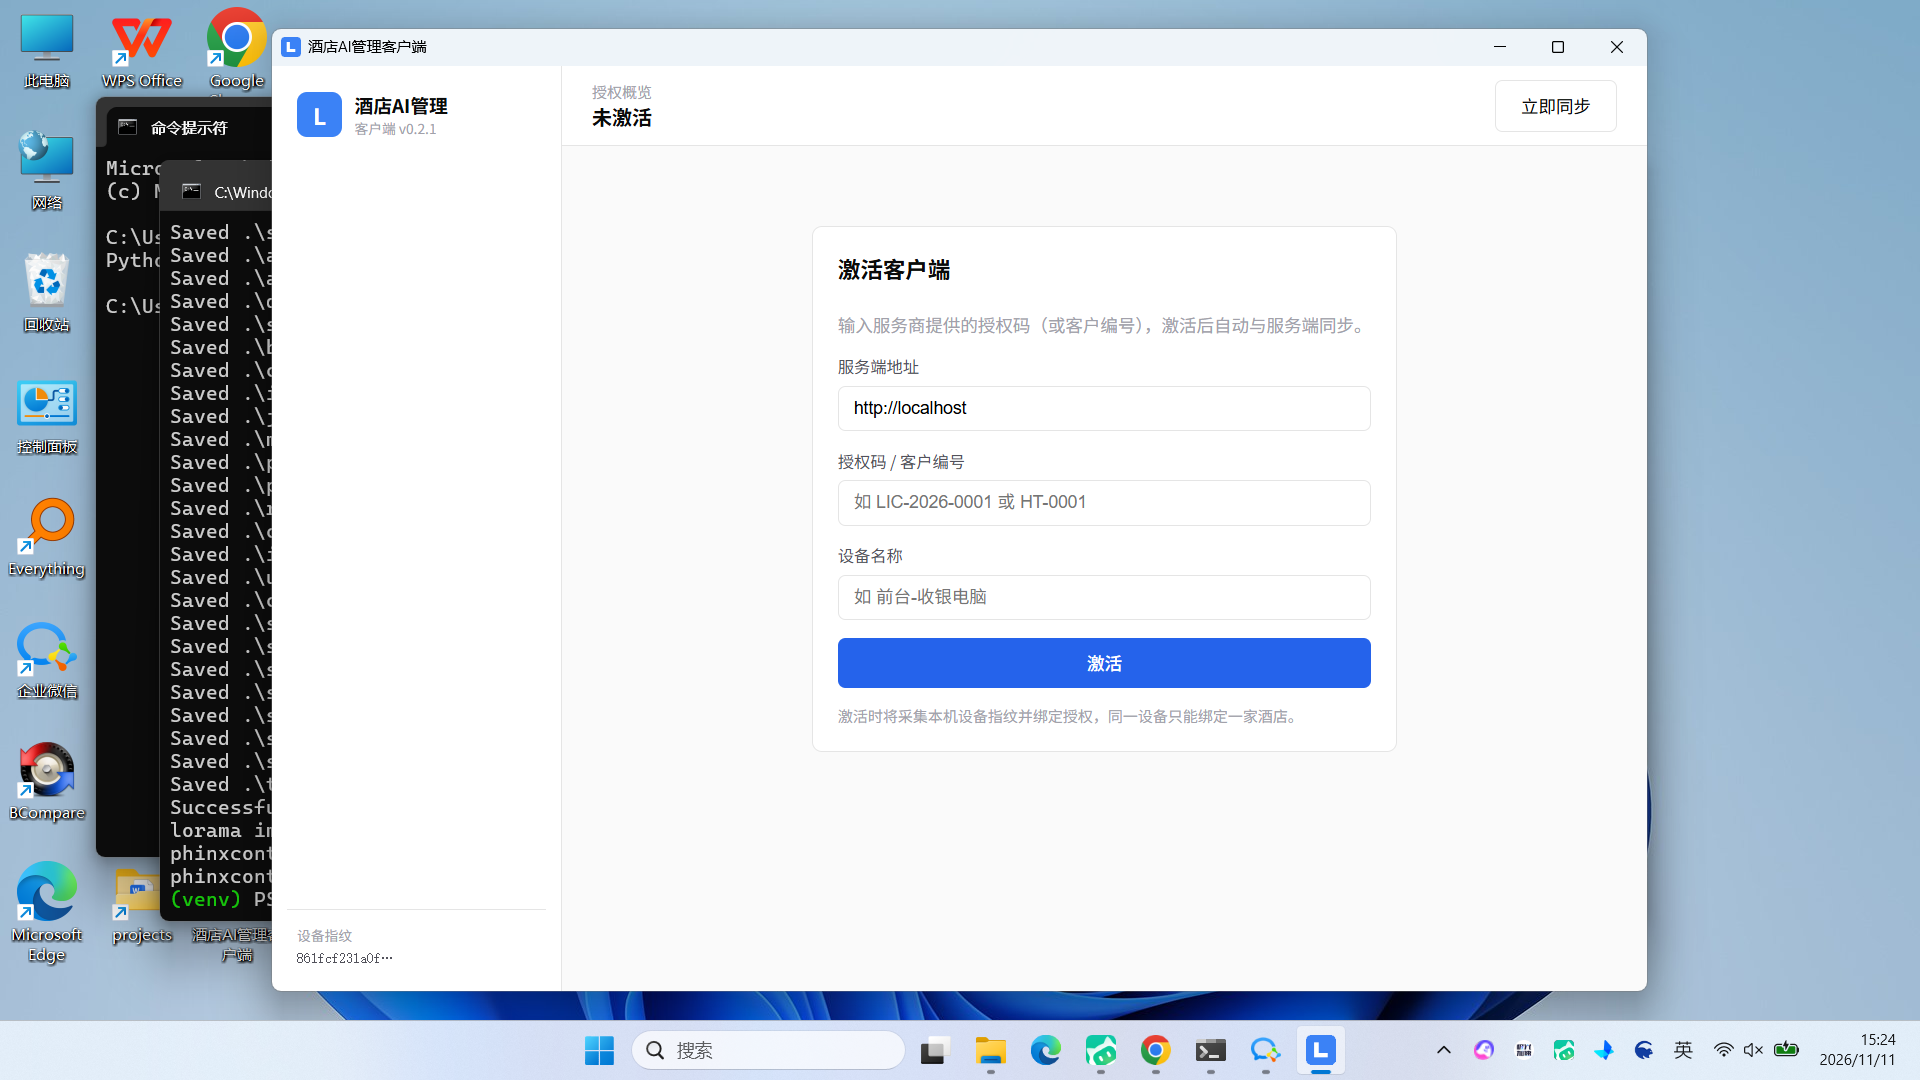 此电脑
WPS Office
Google
网络
回收站
控制面板
Everything
企业微信
BCompare
Microsoft
Edge
projects
酒店AI管理客
户端
命令提示符
(c)
C:\Us
C:\Us
C:\Windo
Saved .\s
Saved .\a
Saved .\a
Saved .\s
Saved .\b
Saved .\i
Saved .\j
Saved .\m
Saved .\p
Saved .\p
Saved .\i
Saved .\u
Saved .\s
Saved .\s
Saved .\s
Saved .\s
Saved .\s
Saved .\s
Saved .\s
Saved .\t
Successfu
lorama im
phinxcont
phinxcont
(venv) PS
酒店AI管理客户端
L
酒店AI管理
客户端 v0.2.1
授权概览
未激活
立即同步
激活客户端
输入服务商提供的授权码（或客户编号），激活后自动与服务端同步。
服务端地址
http://localhost
授权码 / 客户编号
如 LIC-2026-0001 或 HT-0001
设备名称
如 前台-收银电脑
激活
激活时将采集本机设备指纹并绑定授权，同一设备只能绑定一家酒店。
设备指纹
861fcf231a0f…
搜索
英
15:24
2026/11/11